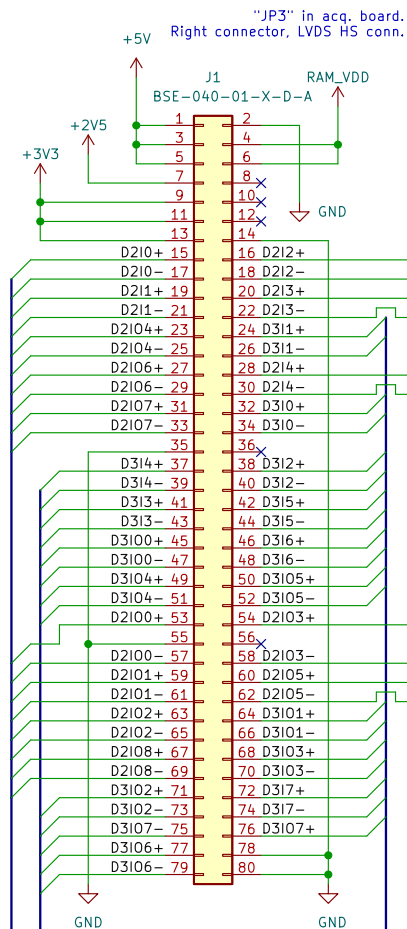 "JP3" in acq. board.
Right connector, LVDS HS conn.
+5V
J1
RAM_VDD
BSE-040-01-X-D-A
1 2
+2V5
3 4
+3V3
5 6
7 8
9 10
11 12 GND
13 14
D2I0+ 15 16 D2I2+
D2I0- 17 18 D2I2-
D2I1+ 19 20 D2I3+
D2I1- 21 22 D2I3-
D2IO4+ 23 24 D3I1+
D2IO4- 25 26 D3I1-
D2IO6+ 27 28 D2I4+
D2IO6- 29 30 D2I4-
D2IO7+ 31 32 D3I0+
D2IO7- 33 34 D3I0-
35 36
D3I4+ 37 38 D3I2+
D3I4- 39 40 D3I2-
D3I3+ 41 42 D3I5+
D3I3- 43 44 D3I5-
D3IO0+ 45 46 D3I6+
D3IO0- 47 48 D3I6-
D3IO4+ 49 50 D3IO5+
D3IO4- 51 52 D3IO5-
D2IO0+ 53 54 D2IO3+
55 56
D2IO0- 57 58 D2IO3-
D2IO1+ 59 60 D2IO5+
D2IO1- 61 62 D2IO5-
D2IO2+ 63 64 D3IO1+
D2IO2- 65 66 D3IO1-
D2IO8+ 67 68 D3IO3+
D2IO8- 69 70 D3IO3-
D3IO2+ 71 72 D3I7+
D3IO2- 73 74 D3I7-
D3IO7- 75 76 D3IO7+
D3IO6+ 77 78
D3IO6- 79 80
GND GND